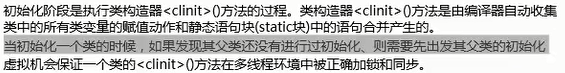 初始化阶段是执行类构造器<clinit>()方法的过程。类构造器<clinit>()方法是由编译器自动收集
类中的所有类变量的赋值动作和静态语句块(static块)中的语句合并产生的。
当初始化一个类的时候，如果发现其父类还没有进行过初始化、则需要先出发其父类的初始化
虚拟机会保证一个类的<clinit>()方法在多线程环境中被正确加锁和同步。